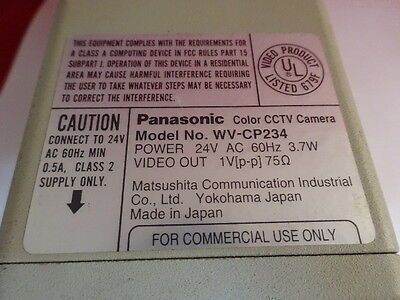 THIS EQUIPMENT COMPLIES WITH THE REQUIREMENTS FOR
A CLASS A COMPUTING DEVICE IN FCC RULES PART 15
SUBPART J. OPERATION OF THIS DEVICE IN A RESIDENTIAL
AREA MAY CAUSE HARMFUL INTERFERENCE REQUIRING
THE USER TO TAKE WHATEVER STEPS MAY BE NECESSARY
TO CORRECT THE INTERFERENCE.
VIDEO PRODUCT
UL
®
LISTED 679F
CAUTION
CONNECT TO 24V
AC 60Hz MIN
0.5A, CLASS 2
SUPPLY ONLY.
Panasonic Color CCTV Camera
Model No. WV-CP234
POWER 24V AC 60Hz 3.7W
VIDEO OUT 1V[p-p] 75Ω
Matsushita Communication Industrial
Co., Ltd. Yokohama Japan
Made in Japan
FOR COMMERCIAL USE ONLY